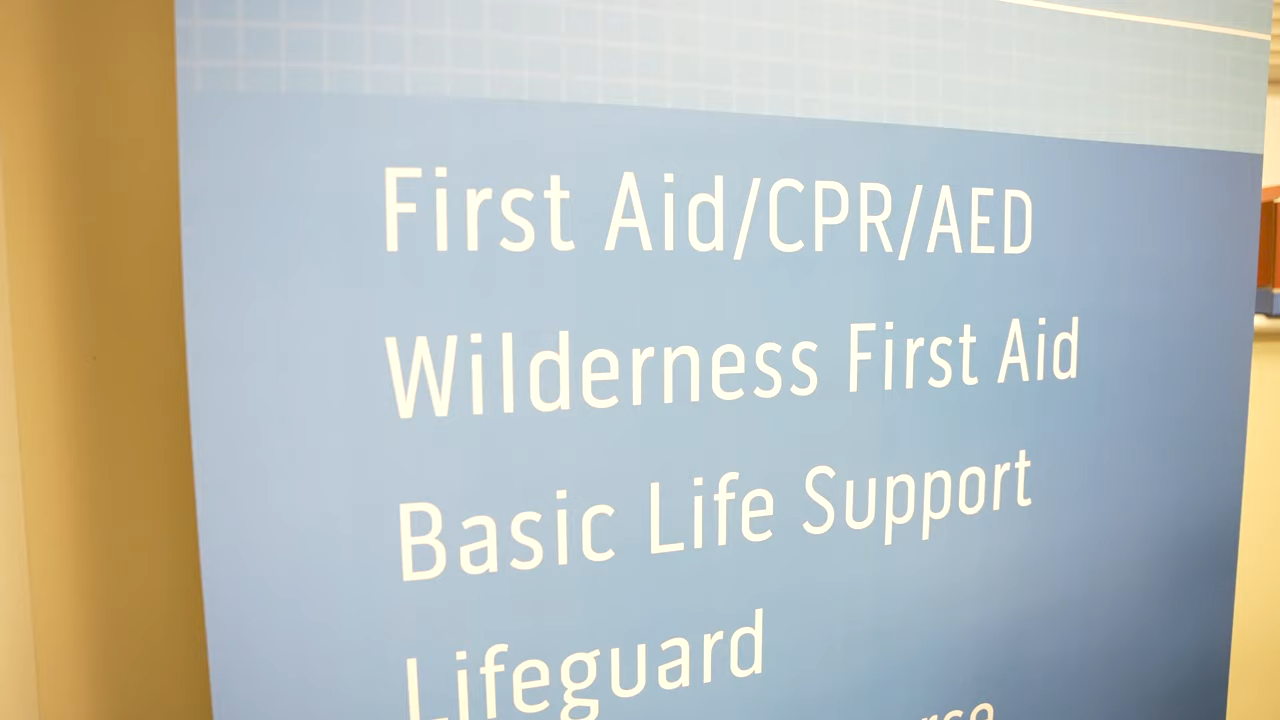 First Aid/CPR/AED
Wilderness First Aid
Basic Life Support
Lifeguard